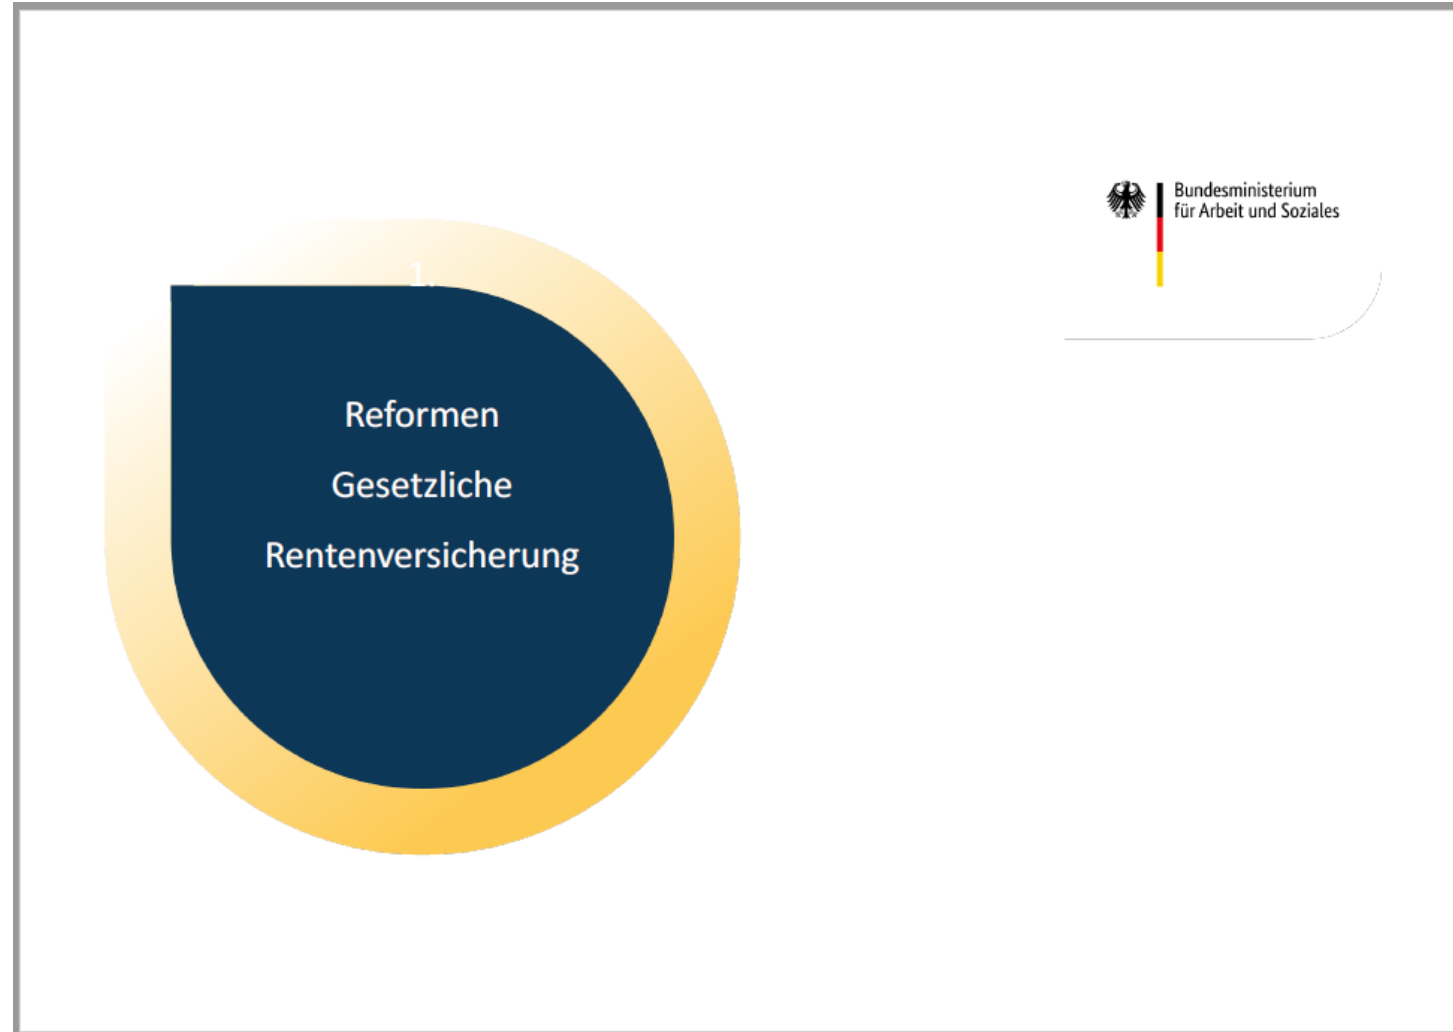 Bundesministerium
für Arbeit und Soziales
1.
Reformen
Gesetzliche
Rentenversicherung